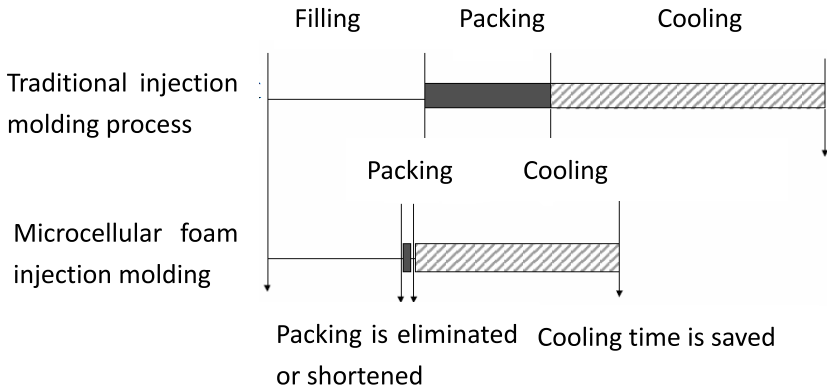 Filling
Packing
Cooling
Traditional injection
molding process
Packing
Cooling
Microcellular foam
injection molding
Packing is eliminated
or shortened
Cooling time is saved